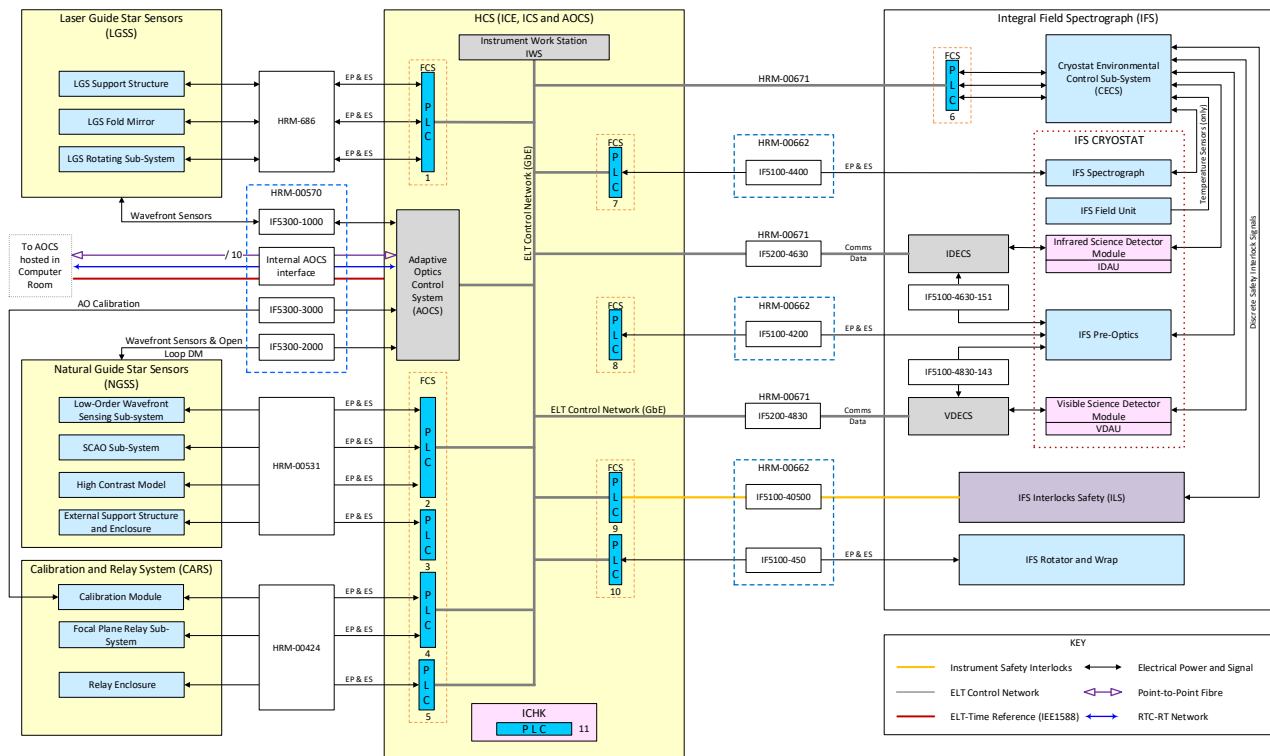 Laser Guide Star Sensors
(LGSS)
LGS Support Structure
LGS Fold Mirror
LGS Rotating Sub-System
HRM-686
EP & ES
EP & ES
EP & ES
HCS (ICE, ICS and AOCS)
Instrument Work Station
IWS
FCS
P
L
C
1
ELT Control Network (GbE)
HRM-00570
Wavefront Sensors
IF5300-1000
To AOCS
hosted in
Computer
Room
/ 10
Internal AOCS
interface
AO Calibration
IF5300-3000
Wavefront Sensors & Open
Loop DM
IF5300-2000
Adaptive
Optics
Control
System
(AOCS)
Natural Guide Star Sensors
(NGSS)
Low-Order Wavefront
Sensing Sub-system
SCAO Sub-System
High Contrast Model
External Support Structure
and Enclosure
HRM-00531
EP & ES
EP & ES
EP & ES
EP & ES
FCS
P
L
C
2
P
L
C
3
Calibration and Relay System (CARS)
Calibration Module
Focal Plane Relay Sub-
System
Relay Enclosure
HRM-00424
EP & ES
EP & ES
EP & ES
P
L
C
4
P
L
C
5
ICHK
P L C
11
HRM-00671
FCS
P
L
C
7
HRM-00662
IF5100-4400
EP & ES
HRM-00671
IF5200-4630
Comms
Data
FCS
P
L
C
8
HRM-00662
IF5100-4200
EP & ES
ELT Control Network (GbE)
HRM-00671
IF5200-4830
Comms
Data
FCS
P
L
C
9
P
L
C
10
HRM-00662
IF5100-40500
IF5100-450
EP & ES
Integral Field Spectrograph (IFS)
FCS
P
L
C
6
Cryostat Environmental
Control Sub-System
(CECS)
Temperature Sensors (only)
Discrete Safety Interlock Signals
IFS CRYOSTAT
IFS Spectrograph
IFS Field Unit
IDECS
Infrared Science Detector
Module
IDAU
IF5100-4630-151
IFS Pre-Optics
IF5100-4830-143
VDECS
Visible Science Detector
Module
VDAU
IFS Interlocks Safety (ILS)
IFS Rotator and Wrap
KEY
Instrument Safety Interlocks
Electrical Power and Signal
ELT Control Network
Point-to-Point Fibre
ELT-Time Reference (IEE1588)
RTC-RT Network